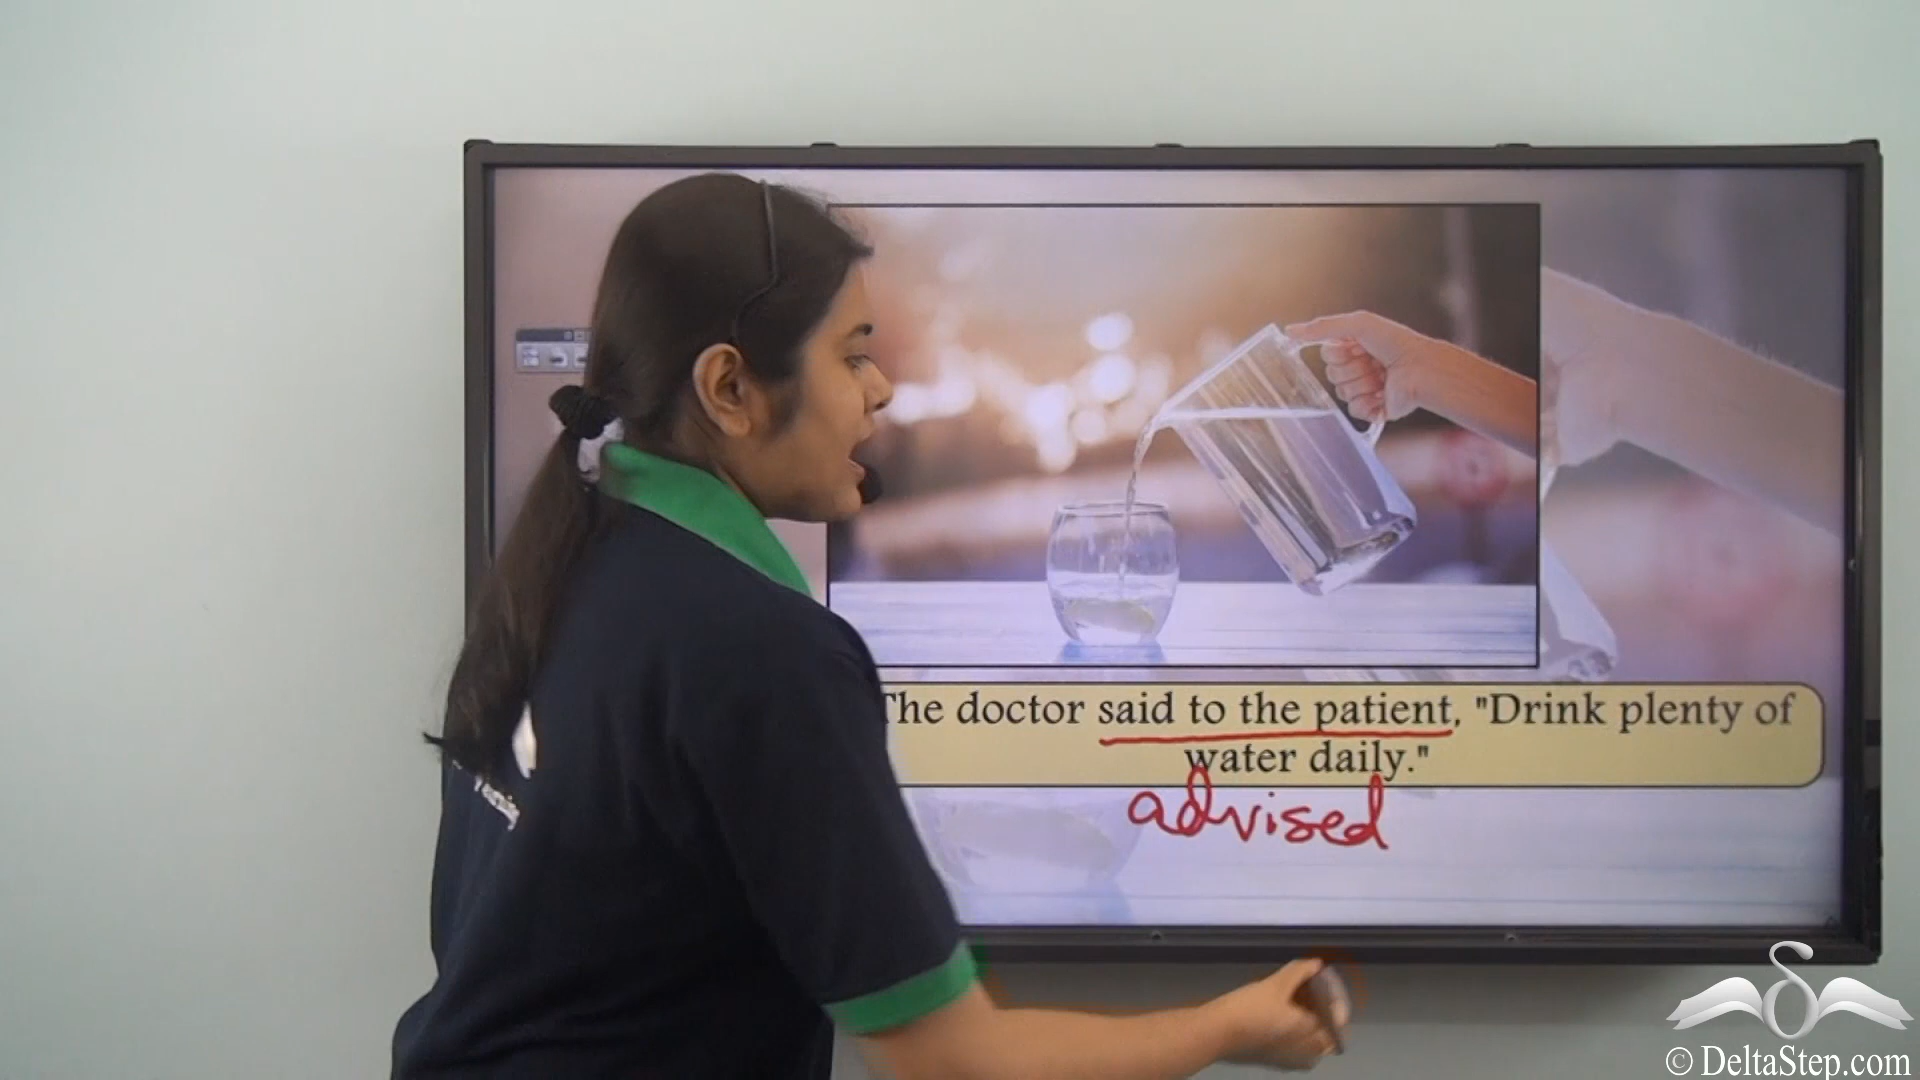 The doctor said to the patient, "Drink plenty of
water daily."
advised
© DeltaStep.com